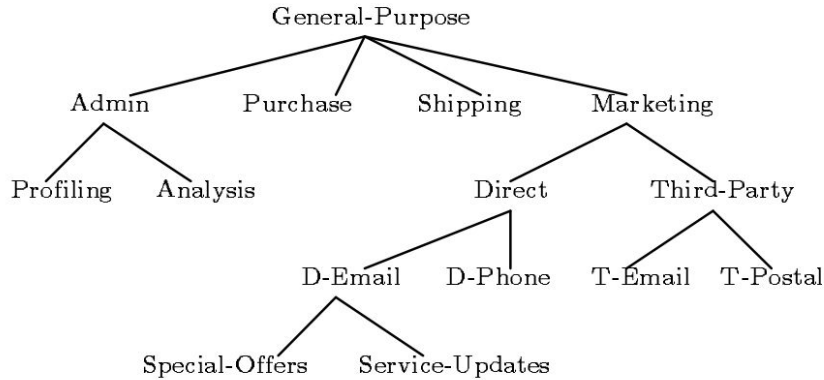 General-Purpose
Admin Purchase Shipping Marketing
Profiling Analysis Direct Third-Party
D-Email D-Phone T-Email T-Postal
Special-Offers Service-Updates